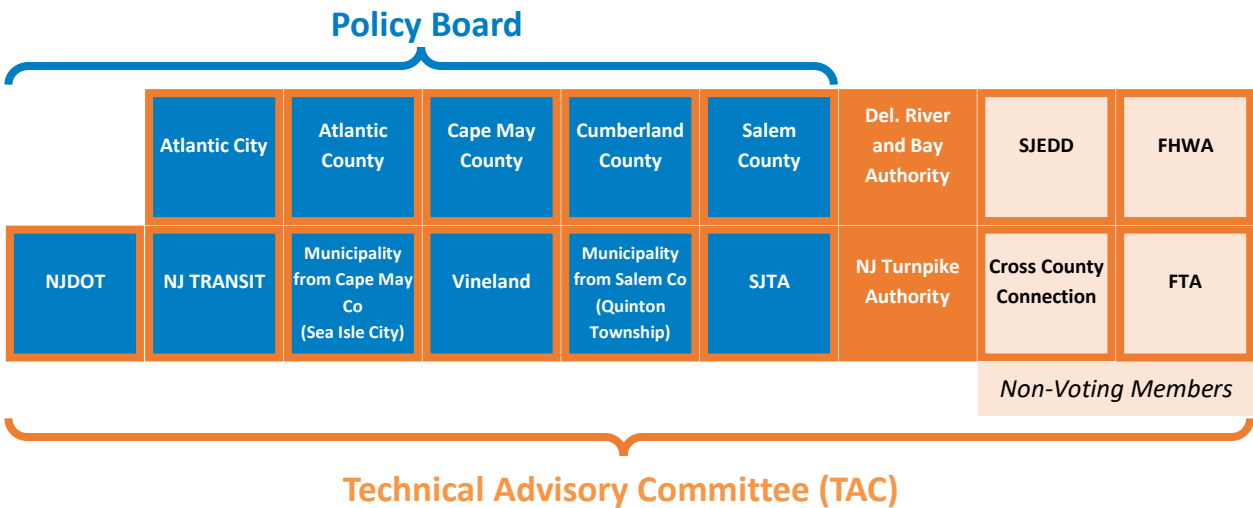 Policy Board
Atlantic City
Atlantic
County
Cape May
County
Cumberland
County
Salem
County
Del. River
and Bay
Authority
SJEDD
FHWA
NJDOT
NJ TRANSIT
Municipality
from Cape May
Co
(Sea Isle City)
Vineland
Municipality
from Salem Co
(Quinton
Township)
SJTA
NJ Turnpike
Authority
Cross County
Connection
FTA
Non-Voting Members
Technical Advisory Committee (TAC)